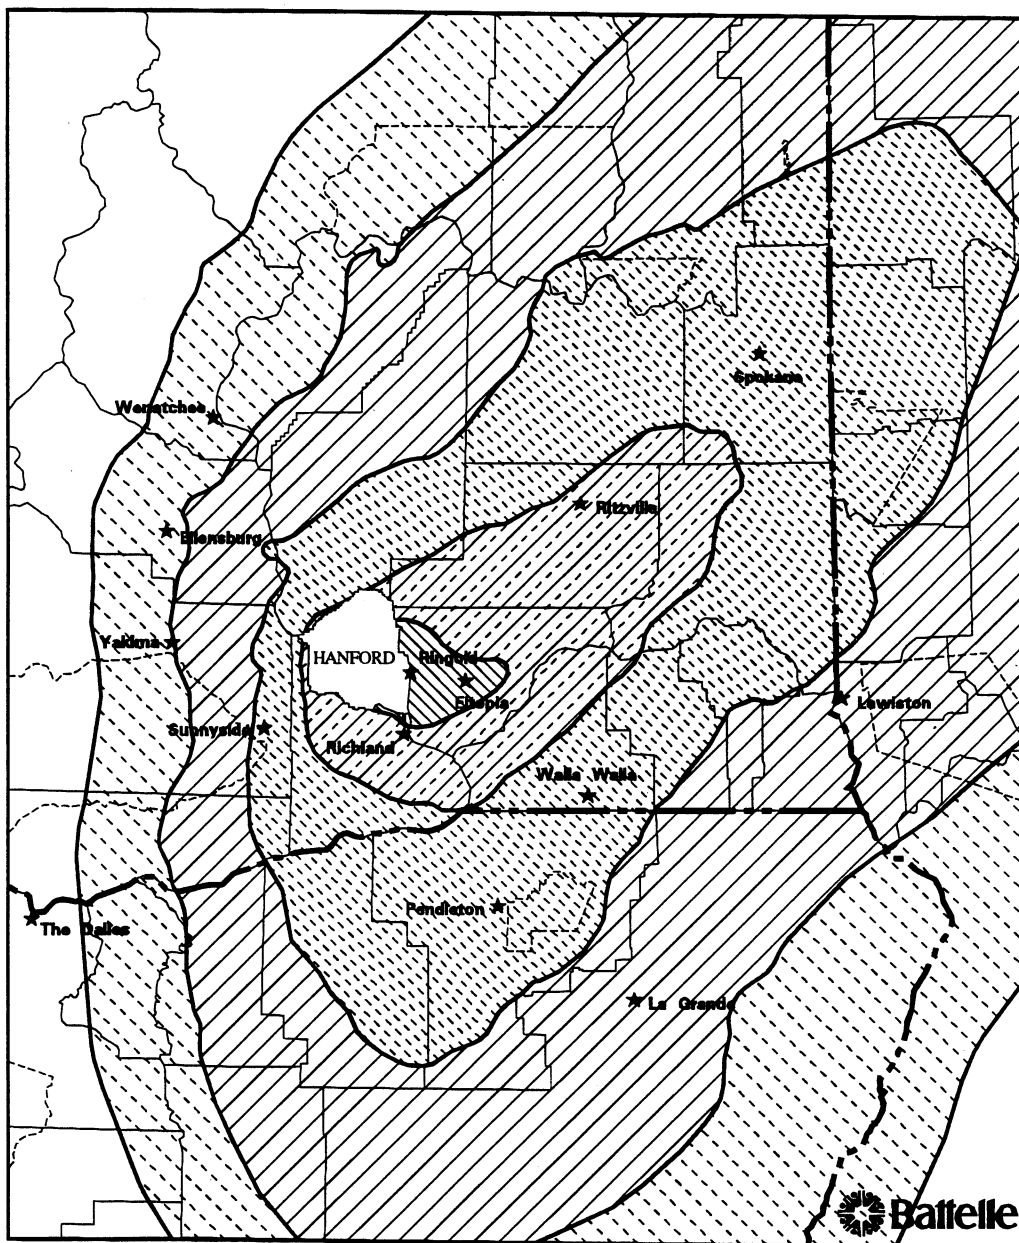 Spokane
Wenatchee
Ritzville
Ellensburg
Yakima
HANFORD
Ringold
Eltopia
Lewiston
Sunnyside
Richland
Walla Walla
Pendleton
The Dalles
La Grande
Battelle